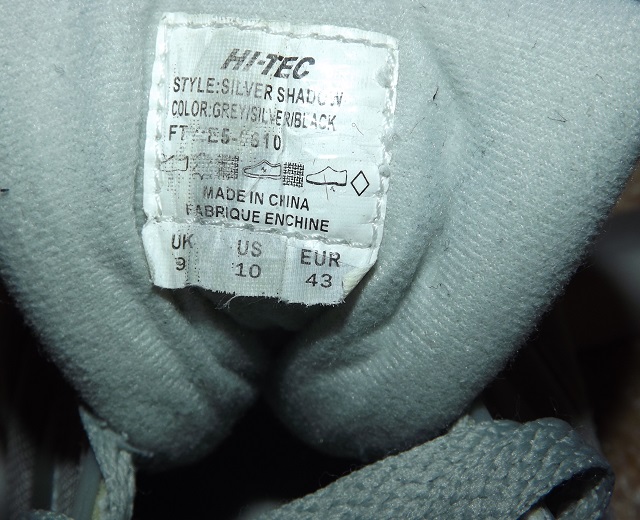 HI-TEC
STYLE:SILVER SHADOW
COLOR:GREY/SILVER/BLACK
MADE IN CHINA
FABRIQUE ENCHINE
UK US EUR
9 10 43